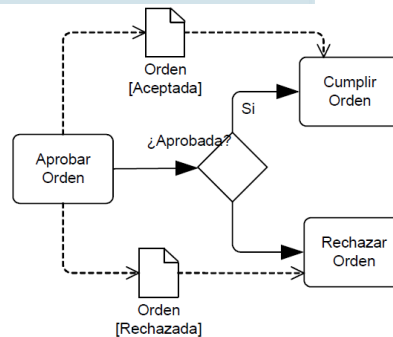 Orden
[Aceptada]
Cumplir
Orden
Si
¿Aprobada?
Aprobar
Orden
Rechazar
Orden
Orden
[Rechazada]